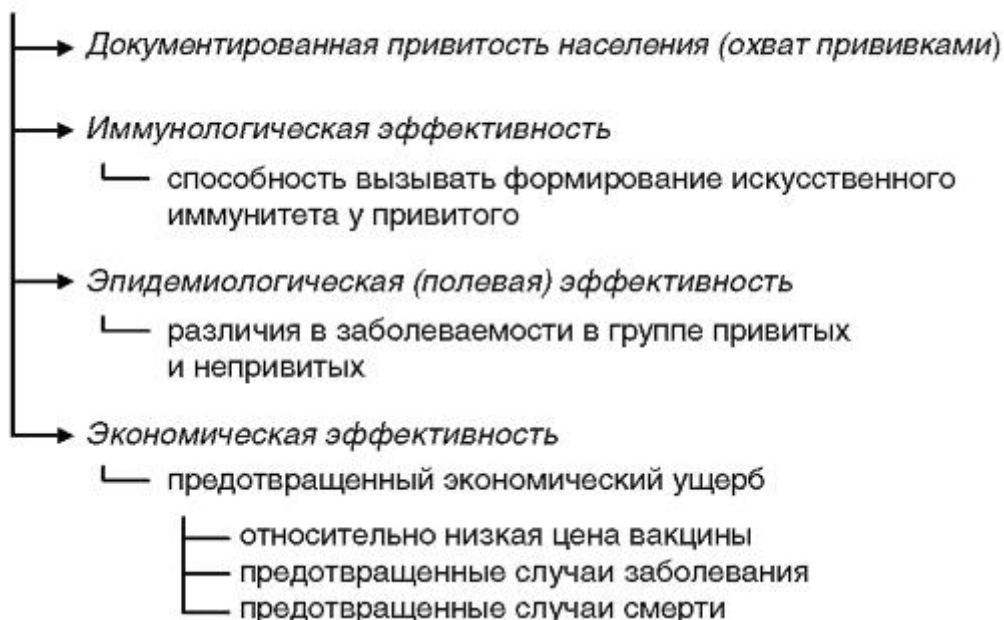 Документированная привитость населения (охват прививками)
Иммунологическая эффективность
способность вызывать формирование искусственного
иммунитета у привитого
Эпидемиологическая (полевая) эффективность
различия в заболеваемости в группе привитых
и непривитых
Экономическая эффективность
предотвращенный экономический ущерб
относительно низкая цена вакцины
предотвращенные случаи заболевания
предотвращенные случаи смерти